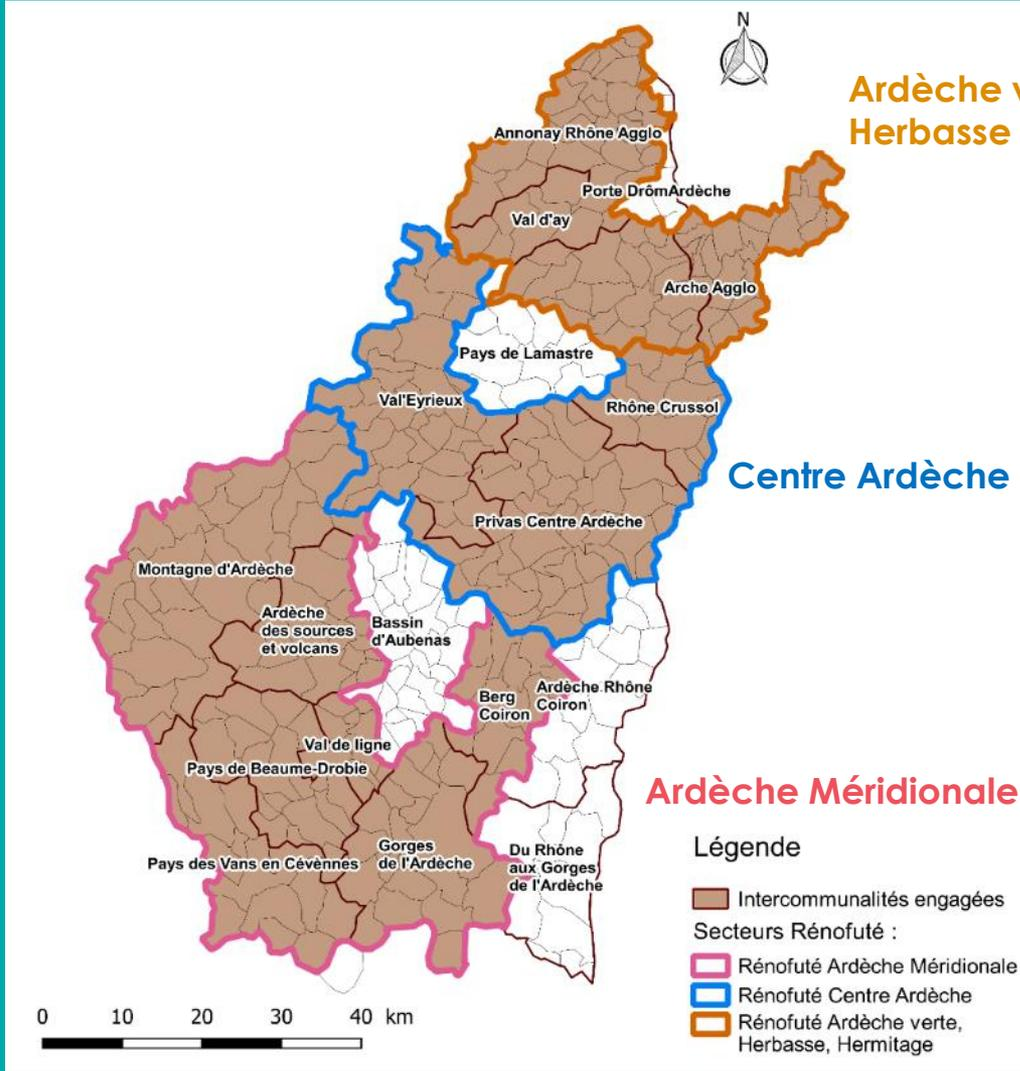 N
Ardèche v
Herbasse
Annonay Rhône Agglo
Porte DrômArdèche
Val d'ay
Arche Agglo
Pays de Lamastre
Val'Eyrieux
Rhône Crussol
Centre Ardèche
Privas Centre Ardèche
Montagne d'Ardèche
Ardèche
des sources
et volcans
Bassin
d'Aubenas
Berg
Coiron
Ardèche Rhône
Coiron
Val de ligne
Pays de Beaume-Drobie
Ardèche Méridionale
Gorges
de l'Ardèche
Pays des Vans en Cévènnes
Du Rhône
aux Gorges
de l'Ardèche
Légende
Intercommunalités engagées
Secteurs Rénofuté :
Rénofuté Ardèche Méridionale
Rénofuté Centre Ardèche
Rénofuté Ardèche verte,
Herbasse, Hermitage
0 10 20 30 40 km